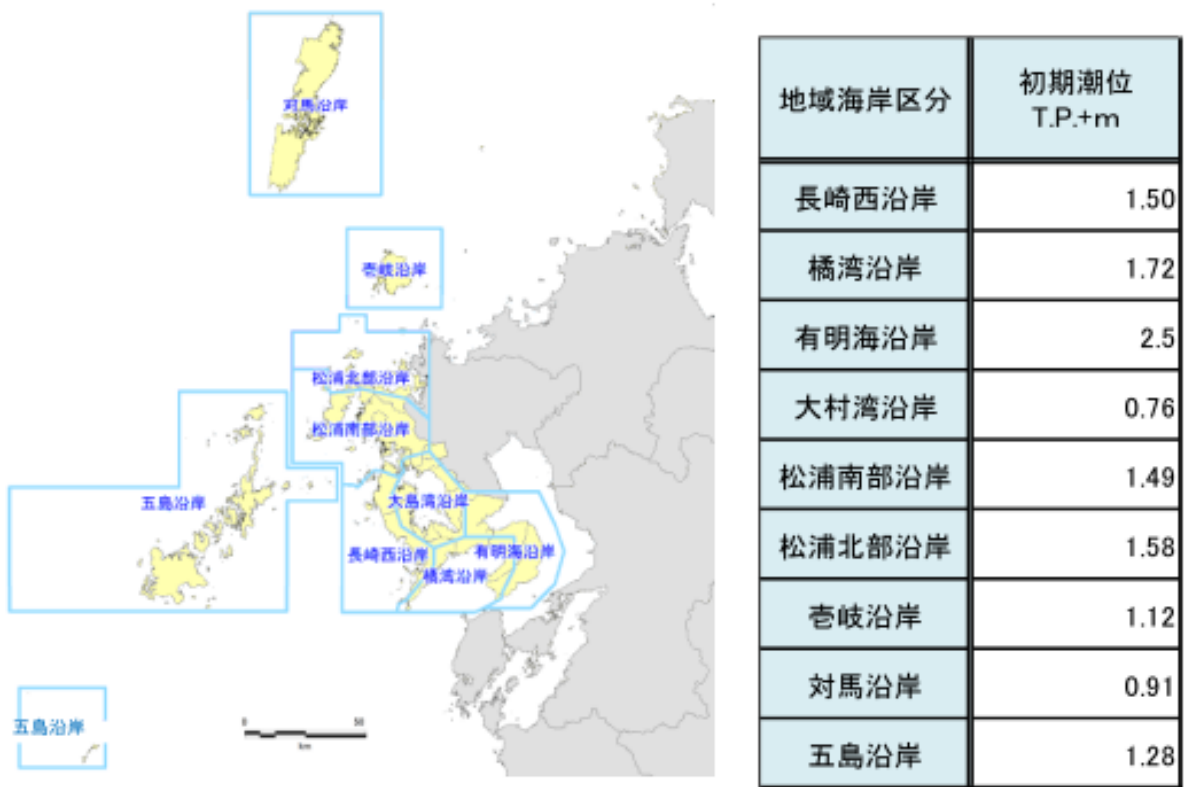 対馬沿岸
壱岐沿岸
松浦北部沿岸
松浦南部沿岸
五島沿岸
大島湾沿岸
長崎西沿岸
有明海沿岸
橘湾沿岸
五島沿岸
0 50
km
地域海岸区分 初期潮位
T.P.+m
長崎西沿岸 1.50
橘湾沿岸 1.72
有明海沿岸 2.5
大村湾沿岸 0.76
松浦南部沿岸 1.49
松浦北部沿岸 1.58
壱岐沿岸 1.12
対馬沿岸 0.91
五島沿岸 1.28